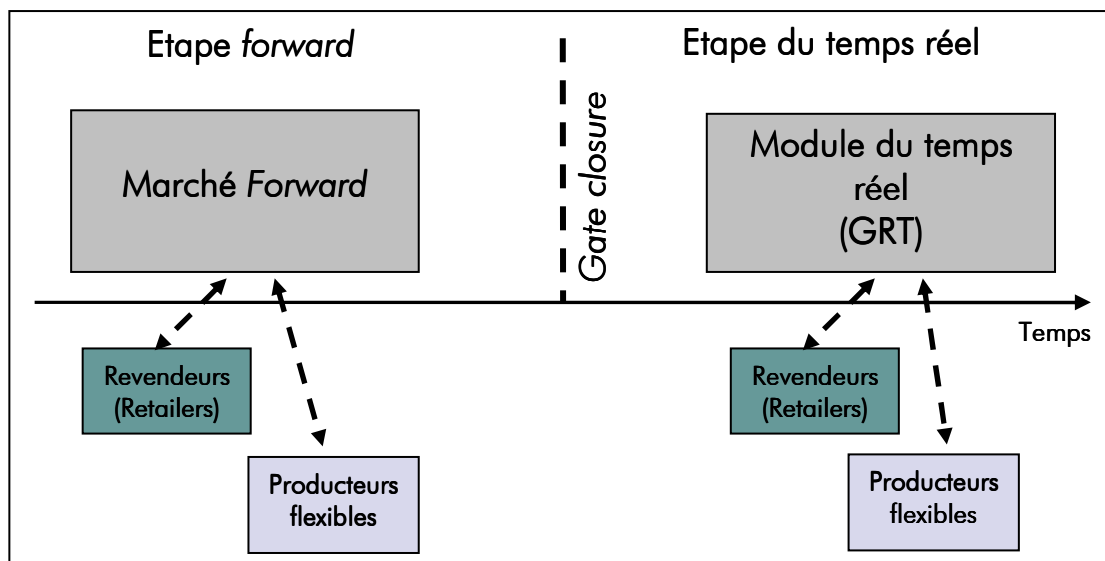 Etape forward
Etape du temps réel
Marché Forward
Gate closure
Module du temps
réel
(GRT)
Temps
Revendeurs
(Retailers)
Producteurs
flexibles
Revendeurs
(Retailers)
Producteurs
flexibles